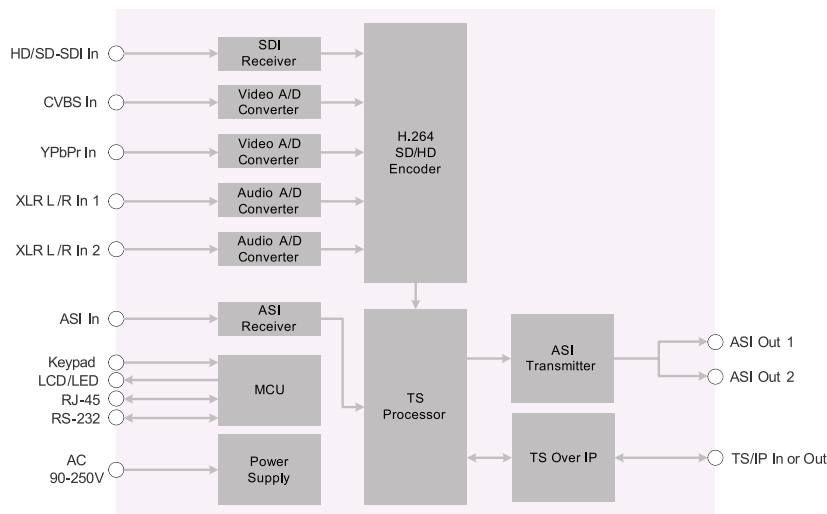 HD/SD-SDI In
SDI
Receiver
CVBS In
Video A/D
Converter
YPbPr In
Video A/D
Converter
XLR L /R In 1
Audio A/D
Converter
XLR L /R In 2
Audio A/D
Converter
H.264
SD/HD
Encoder
ASI In
ASI
Receiver
Keypad
LCD/LED
RJ-45
RS-232
MCU
AC
90-250V
Power
Supply
TS
Processor
ASI
Transmitter
ASI Out 1
ASI Out 2
TS Over IP
TS/IP In or Out